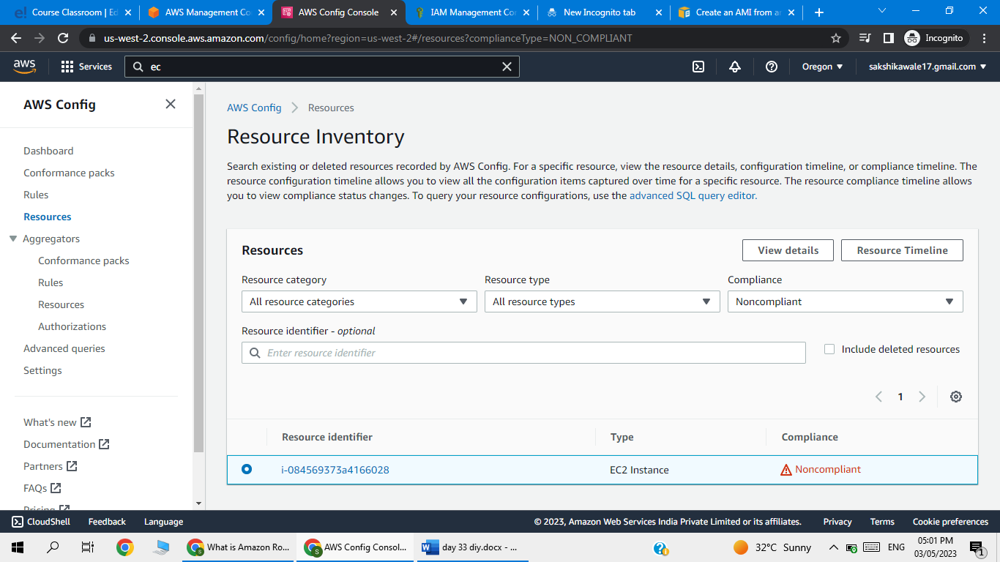 Course Classroom | Ed
AWS Management Co
AWS Config Console
IAM Management Co
New Incognito tab
Create an AMI from a
us-west-2.console.aws.amazon.com/config/home?region=us-west-2#/resources?complianceType=NON_COMPLIANT
Incognito
aws
Services
ec
Oregon
sakshikawale17.gmail.com
AWS Config
Dashboard
Conformance packs
Rules
Resources
Aggregators
Conformance packs
Rules
Resources
Authorizations
Advanced queries
Settings
What's new
Documentation
Partners
FAQs
Pricing
AWS Config
Resources
Resource Inventory
Search existing or deleted resources recorded by AWS Config. For a specific resource, view the resource details, configuration timeline, or compliance timeline. The
resource configuration timeline allows you to view all the configuration items captured over time for a specific resource. The resource compliance timeline allows
you to view compliance status changes. To query your resource configurations, use the advanced SQL query editor.
Resources
View details
Resource Timeline
Resource category
Resource type
Compliance
All resource categories
All resource types
Noncompliant
Resource identifier - optional
Enter resource identifier
Include deleted resources
1
Resource identifier
Type
Compliance
i-084569373a4166028
EC2 Instance
Noncompliant
CloudShell
Feedback
Language
© 2023, Amazon Web Services India Private Limited or its affiliates.
Privacy
Terms
Cookie preferences
What is Amazon Ro...
AWS Config Consol...
day 33 diy.docx - ...
32°C Sunny
ENG
05:01 PM
03/05/2023
1